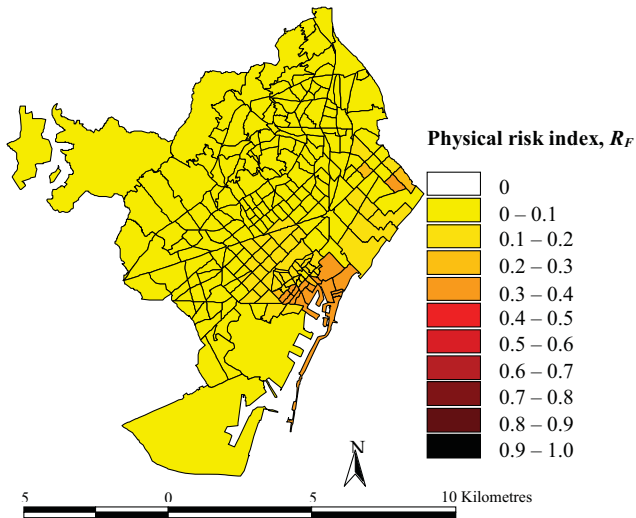 Physical risk index, R_F
0
0 – 0.1
0.1 – 0.2
0.2 – 0.3
0.3 – 0.4
0.4 – 0.5
0.5 – 0.6
0.6 – 0.7
0.7 – 0.8
0.8 – 0.9
0.9 – 1.0
N
5 0 5 10 Kilometres